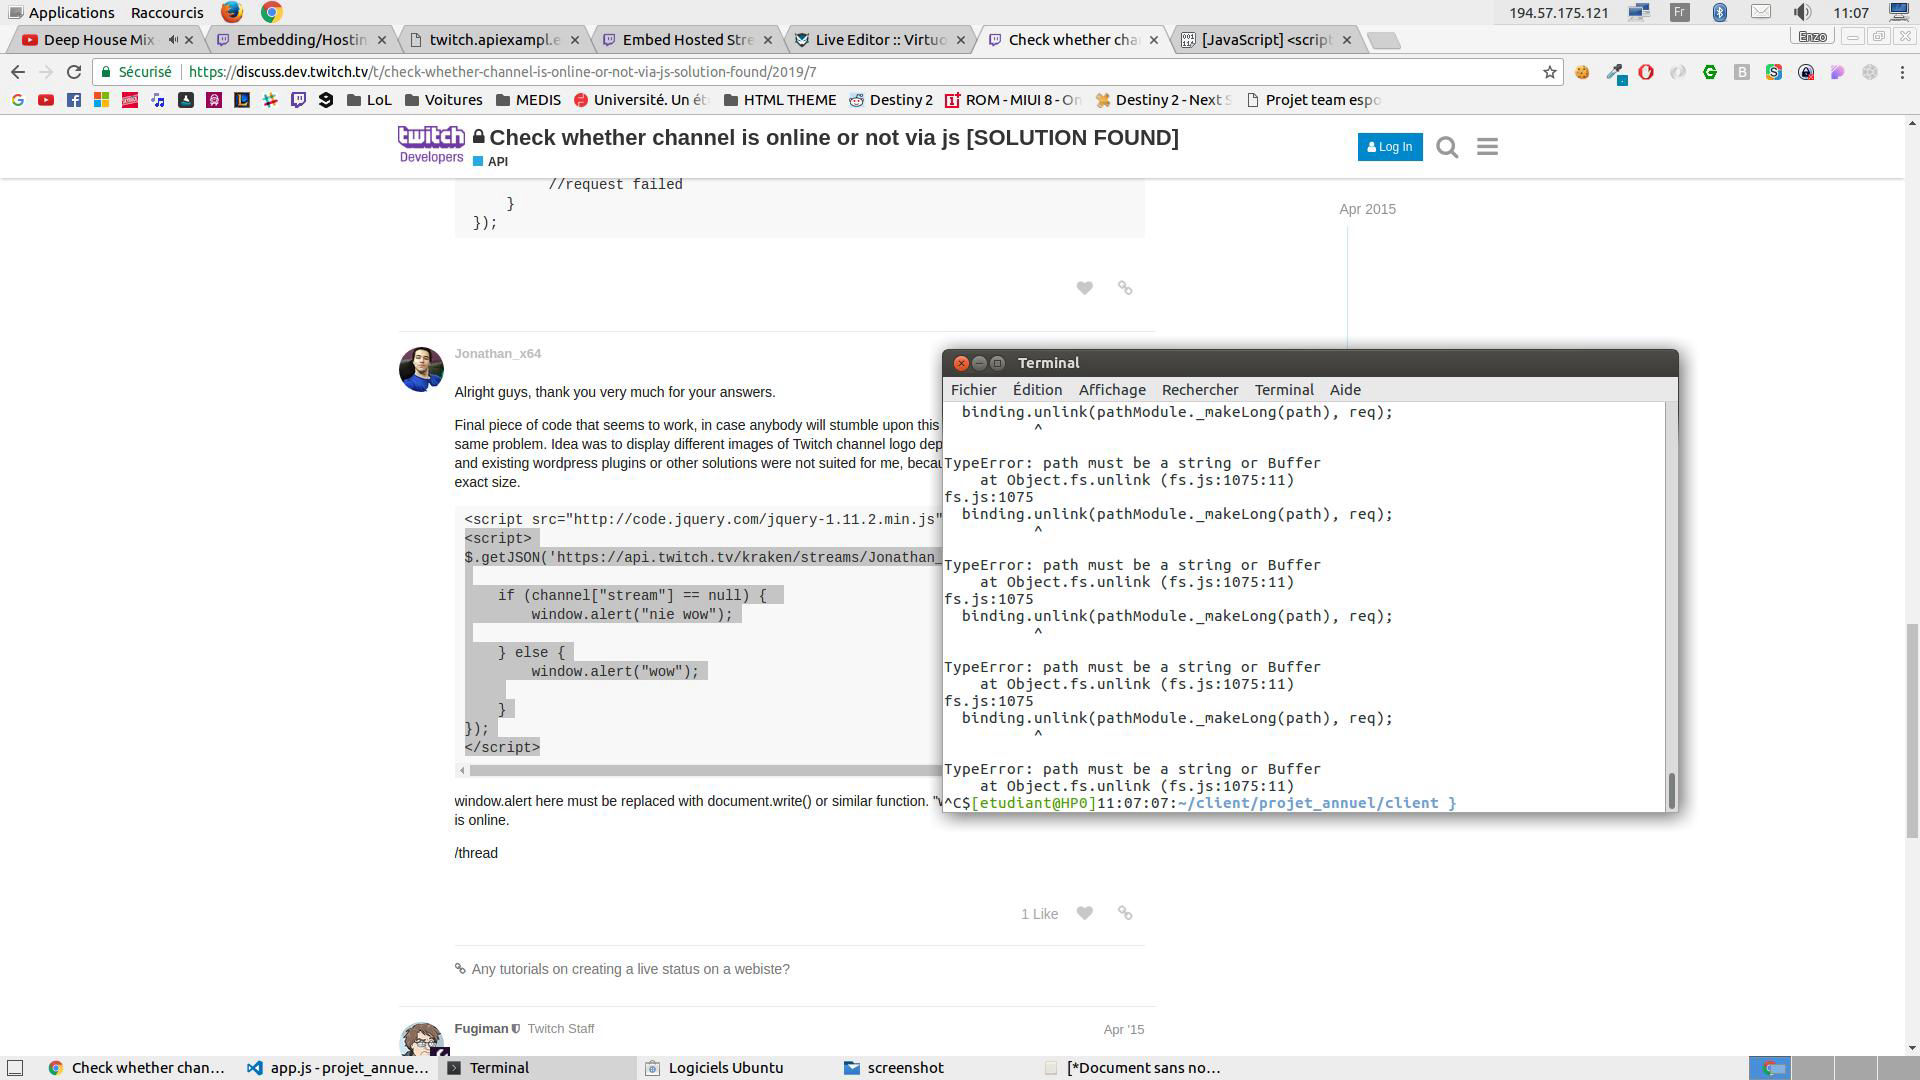 Applications Raccourcis 194.57.175.121 Fr 11:07
Deep House Mix Embedding/Hostin twitch.apiexampl.e Embed Hosted Stre Live Editor :: Virtuo Check whether cha [JavaScript] <script Enzo
Sécurisé https://discuss.dev.twitch.tv/t/check-whether-channel-is-online-or-not-via-js-solution-found/2019/7
LoL Voitures MEDIS Université. Un ét HTML THEME Destiny 2 ROM - MIUI 8 - On Destiny 2 - Next S Projet team espo
twitch
Developers
Check whether channel is online or not via js [SOLUTION FOUND]
API
Log In
//request failed
}
});
Apr 2015
Jonathan_x64
Alright guys, thank you very much for your answers.
Final piece of code that seems to work, in case anybody will stumble upon this
same problem. Idea was to display different images of Twitch channel logo dep
and existing wordpress plugins or other solutions were not suited for me, becau
exact size.
<script src="http://code.jquery.com/jquery-1.11.2.min.js"
<script>
$.getJSON('https://api.twitch.tv/kraken/streams/Jonathan_
if (channel["stream"] == null) {
window.alert("nie wow");
} else {
window.alert("wow");
}
});
</script>
window.alert here must be replaced with document.write() or similar function. "w
is online.
/thread
1 Like
Any tutorials on creating a live status on a webiste?
Fugiman Twitch Staff Apr '15
Terminal
Fichier Édition Affichage Rechercher Terminal Aide
binding.unlink(pathModule._makeLong(path), req);
^
TypeError: path must be a string or Buffer
at Object.fs.unlink (fs.js:1075:11)
fs.js:1075
binding.unlink(pathModule._makeLong(path), req);
^
TypeError: path must be a string or Buffer
at Object.fs.unlink (fs.js:1075:11)
fs.js:1075
binding.unlink(pathModule._makeLong(path), req);
^
TypeError: path must be a string or Buffer
at Object.fs.unlink (fs.js:1075:11)
fs.js:1075
binding.unlink(pathModule._makeLong(path), req);
^
TypeError: path must be a string or Buffer
at Object.fs.unlink (fs.js:1075:11)
^C$[etudiant@HP0]11:07:07:~/client/projet_annuel/client }
Check whether chan... app.js - projet_annue... Terminal Logiciels Ubuntu screenshot [*Document sans no...